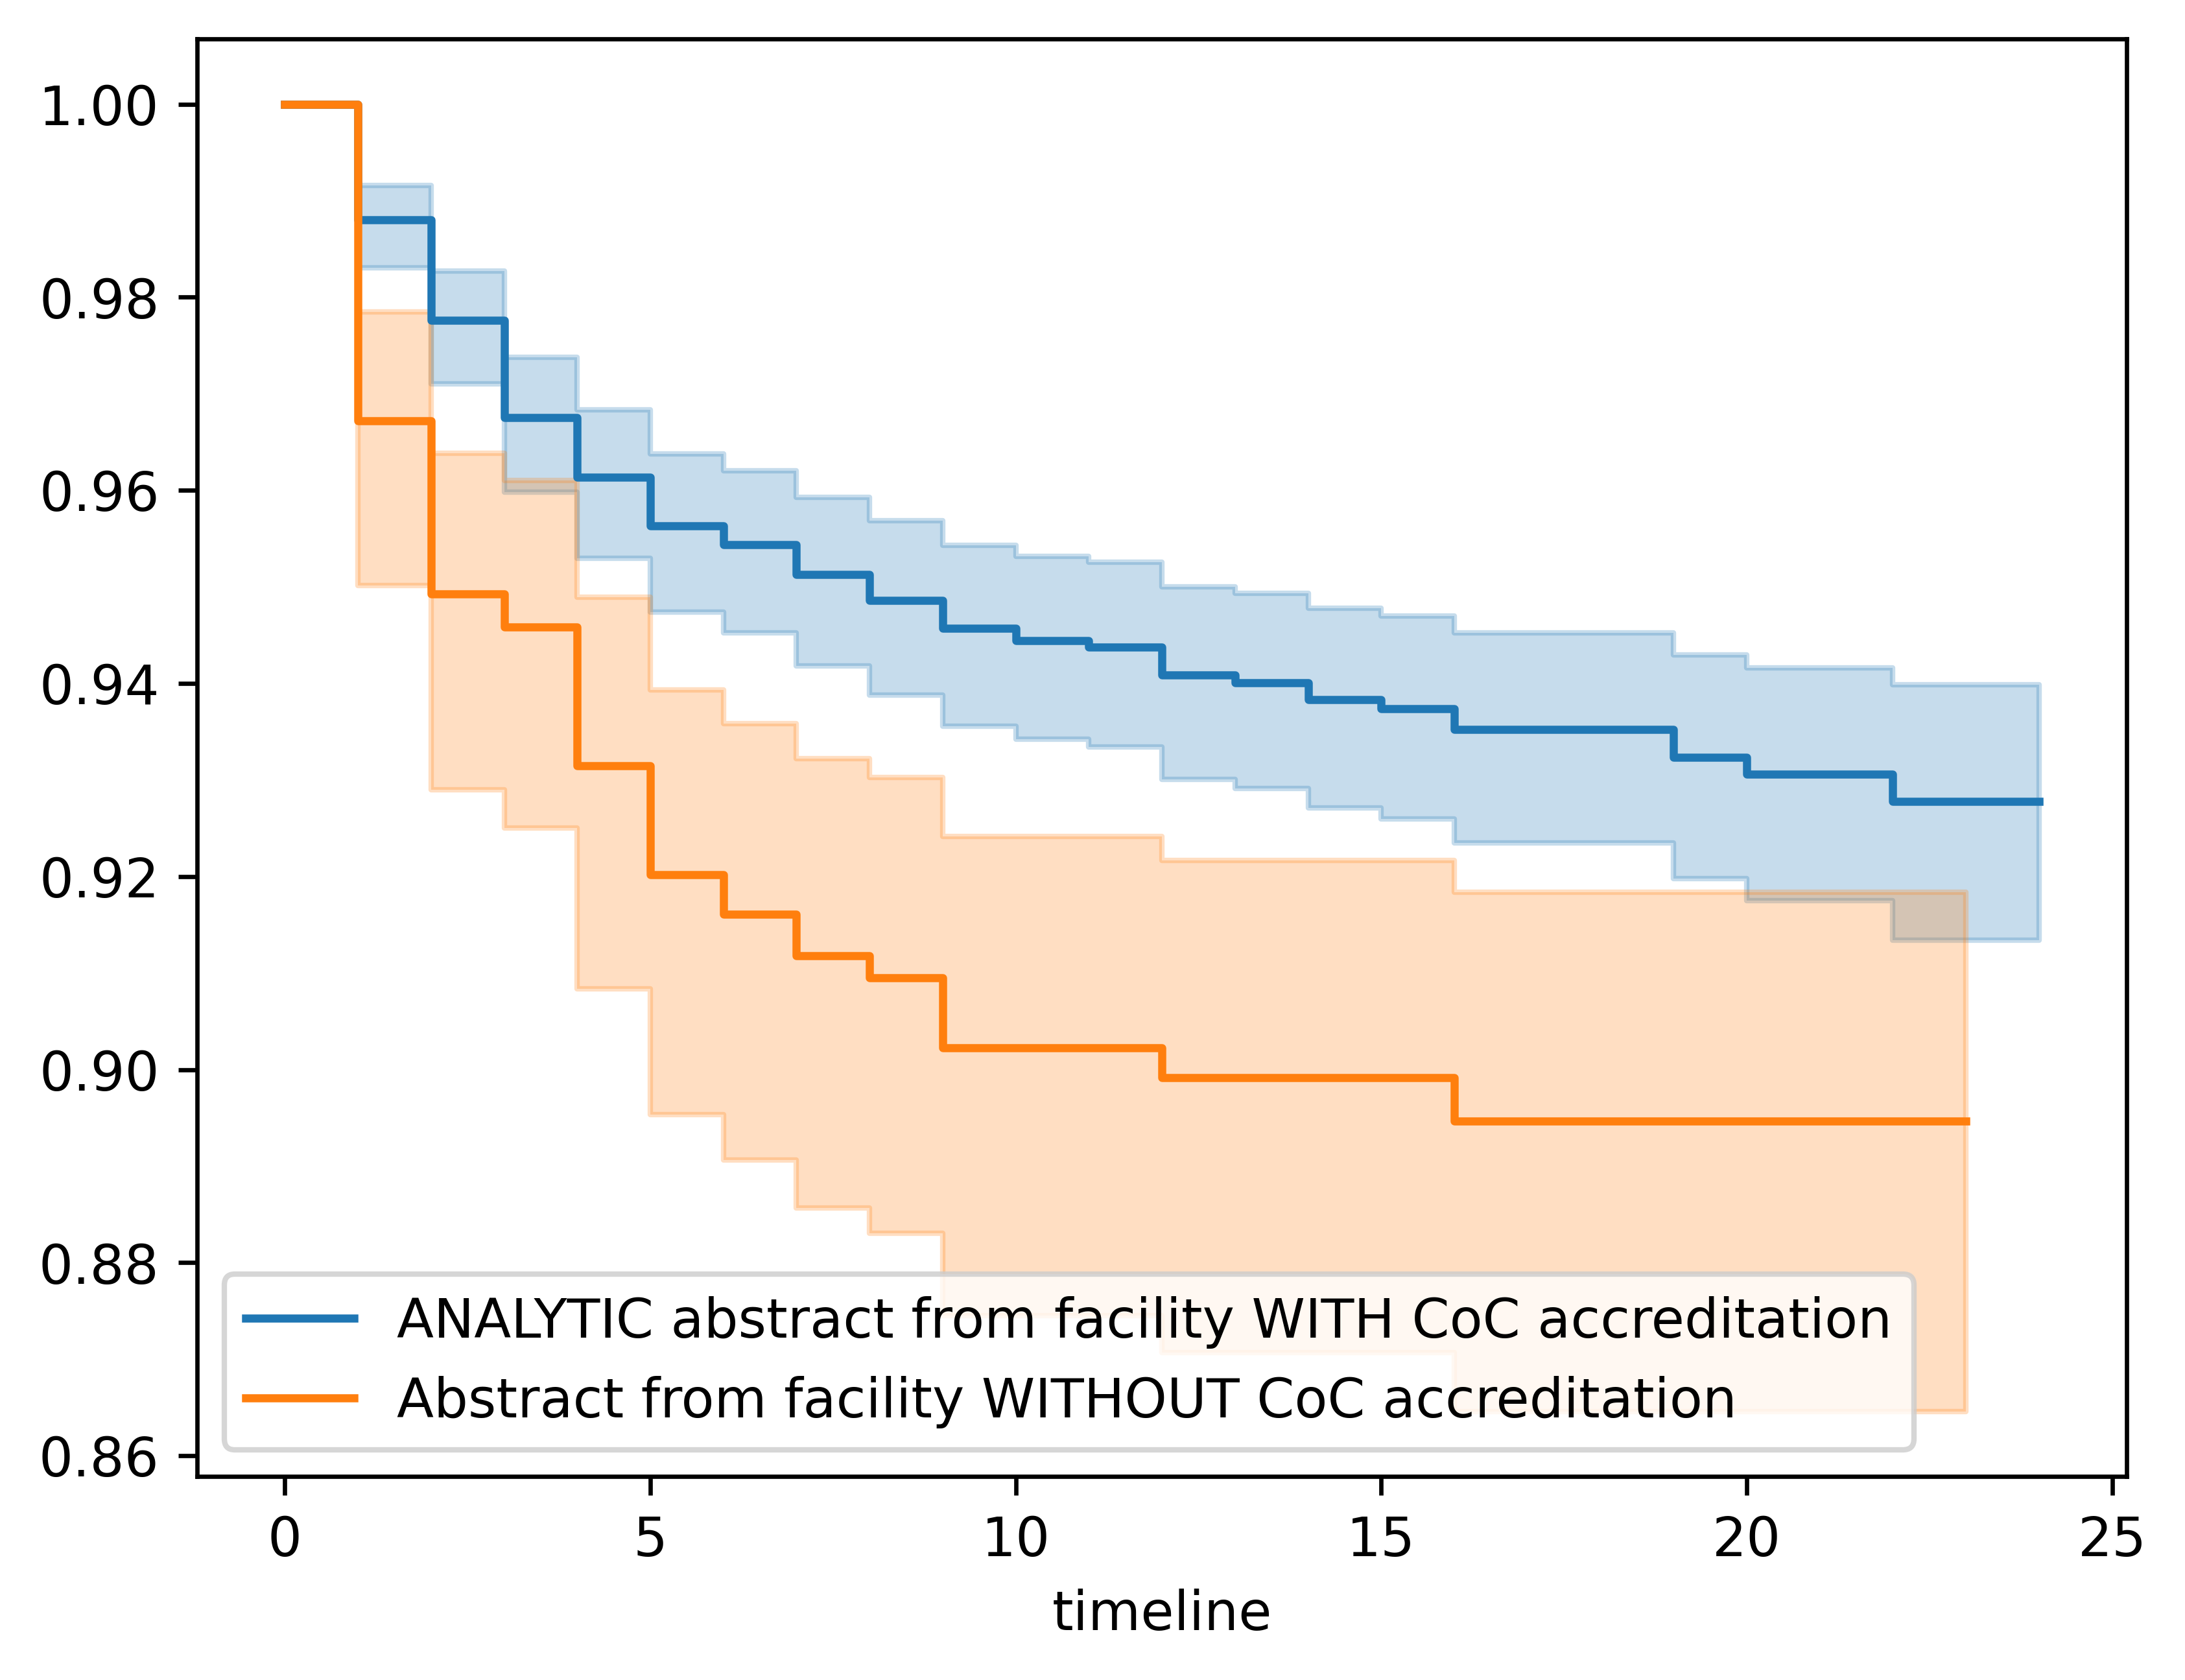 1.00
0.98
0.96
0.94
0.92
0.90
0.88
0.86
ANALYTIC abstract from facility WITH CoC accreditation
Abstract from facility WITHOUT CoC accreditation
0 5 10 15 20 25
timeline